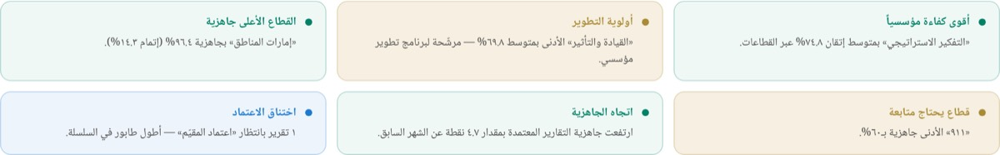 أقوى كفاءة مؤسسياً
«التفكير الاستراتيجي» بمتوسط إتقان ٧٤.٨% عبر القطاعات.
أولوية التطوير
«القيادة والتأثير» الأدنى بمتوسط ٦٩.٨% — مرشّحة لبرنامج تطوير
مؤسسي.
القطاع الأعلى جاهزية
«إمارات المناطق» بجاهزية ٩٦.٤% (إتمام ١٤.٣%).
قطاع يحتاج متابعة
«٩١١» الأدنى جاهزية بـ٦٠%.
اتجاه الجاهزية
ارتفعت جاهزية التقارير المعتمدة بمقدار ٤.٧ نقطة عن الشهر السابق.
اختناق الاعتماد
١ تقرير بانتظار «اعتماد المقيّم» — أطول طابور في السلسلة.